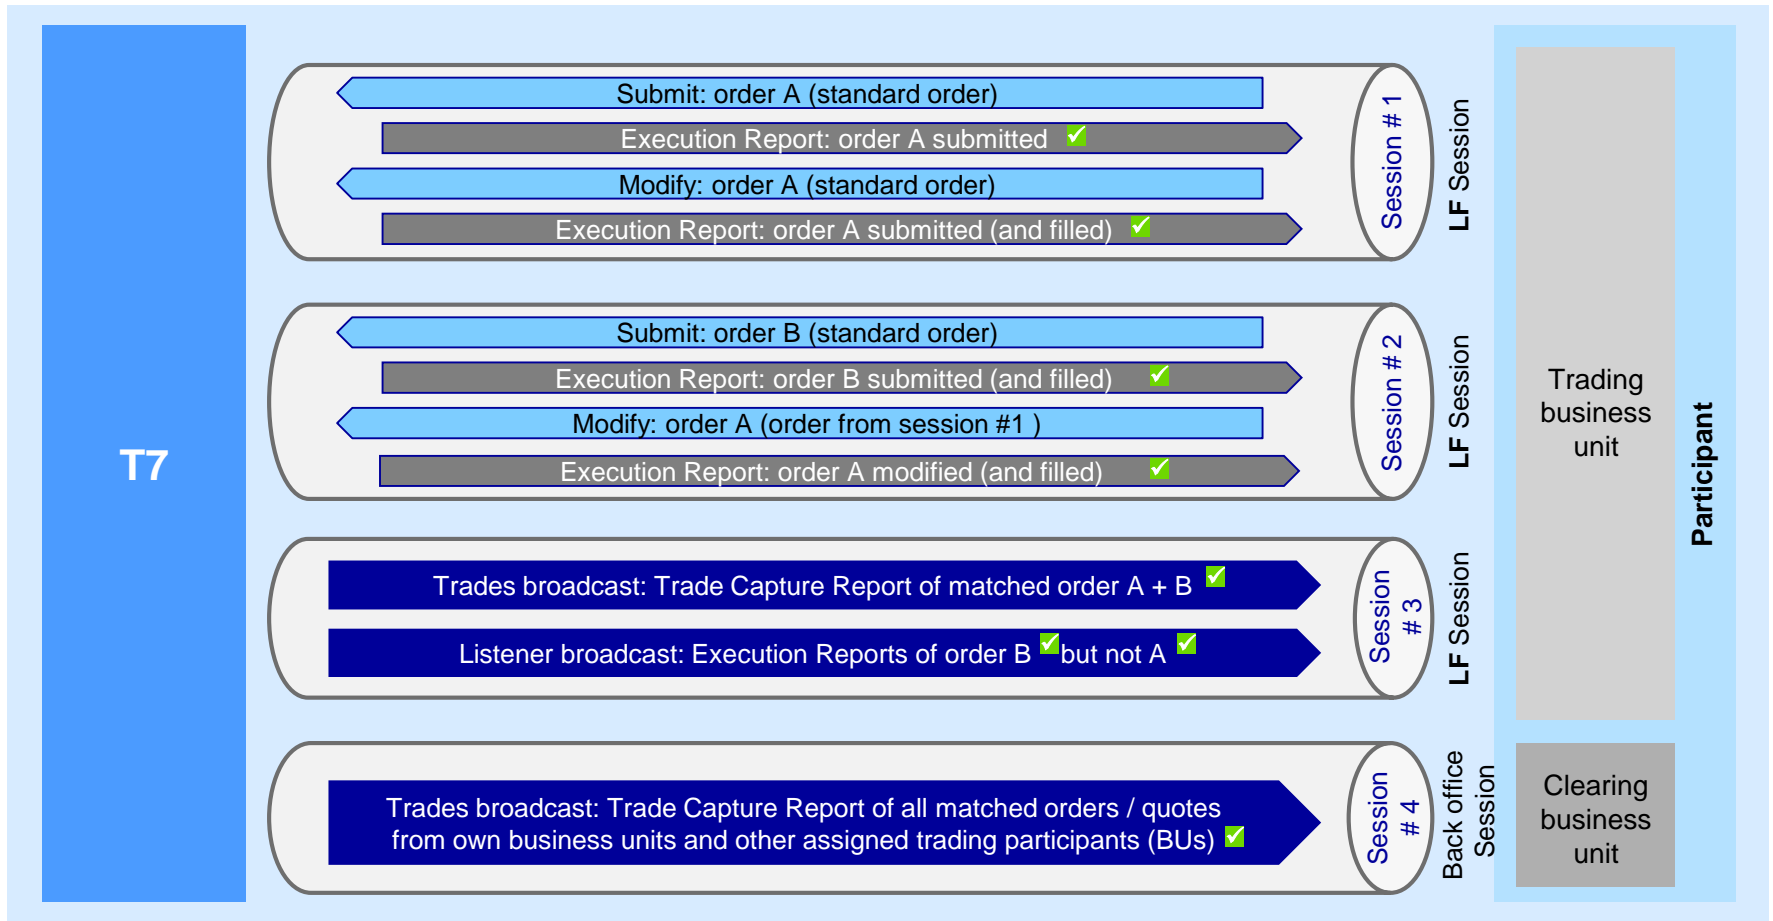 T7
Submit: order A (standard order)
Execution Report: order A submitted
Modify: order A (standard order)
Execution Report: order A submitted (and filled)
Session # 1
LF Session
Submit: order B (standard order)
Execution Report: order B submitted (and filled)
Modify: order A (order from session #1 )
Execution Report: order A modified (and filled)
Session # 2
LF Session
Trades broadcast: Trade Capture Report of matched order A + B
Listener broadcast: Execution Reports of order B but not A
Session
# 3
LF Session
Trades broadcast: Trade Capture Report of all matched orders / quotes
from own business units and other assigned trading participants (BUs)
Session
# 4
Back office
Session
Trading
business
unit
Clearing
business
unit
Participant